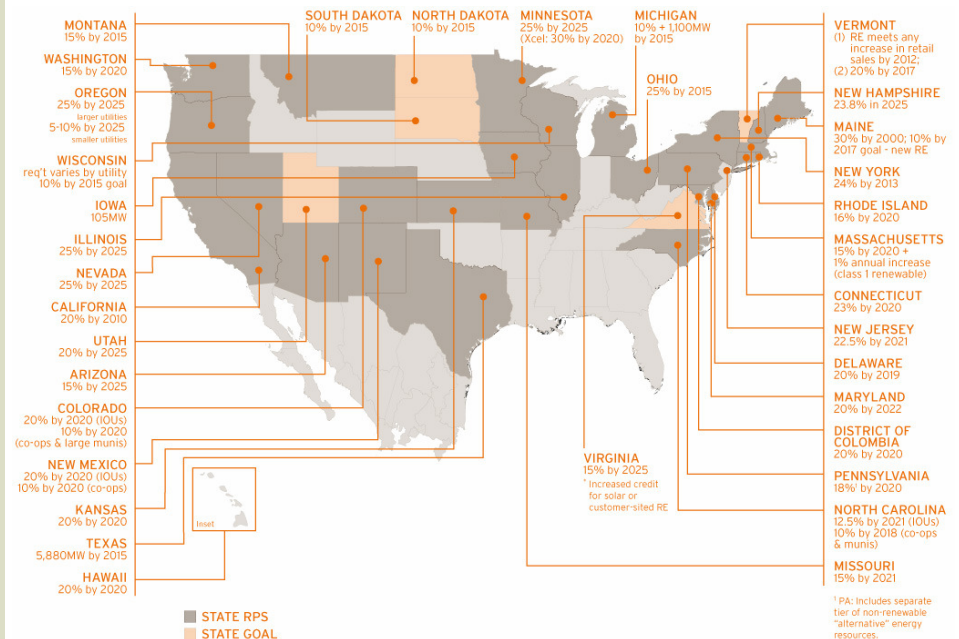 MONTANA
15% by 2015
WASHINGTON
15% by 2020
OREGON
25% by 2025
larger utilities
5-10% by 2025
smaller utilities
WISCONSIN
req't varies by utility
10% by 2015 goal
IOWA
105MW
ILLINOIS
25% by 2025
NEVADA
25% by 2025
CALIFORNIA
20% by 2010
UTAH
20% by 2025
ARIZONA
15% by 2025
COLORADO
20% by 2020 (IOUs)
10% by 2020
(co-ops & large munis)
NEW MEXICO
20% by 2020 (IOUs)
10% by 2020 (co-ops)
KANSAS
20% by 2020
TEXAS
5,880MW by 2015
HAWAII
20% by 2020
Inset
SOUTH DAKOTA
10% by 2015
NORTH DAKOTA
10% by 2015
MINNESOTA
25% by 2025
(Xcel: 30% by 2020)
MICHIGAN
10% + 1,100MW
by 2015
OHIO
25% by 2015
VIRGINIA
15% by 2025
* Increased credit
for solar or
customer-sited RE
VERMONT
(1) RE meets any
increase in retail
sales by 2012;
(2) 20% by 2017
NEW HAMPSHIRE
23.8% in 2025
MAINE
30% by 2000; 10% by
2017 goal - new RE
NEW YORK
24% by 2013
RHODE ISLAND
16% by 2020
MASSACHUSETTS
15% by 2020 +
1% annual increase
(class 1 renewable)
CONNECTICUT
23% by 2020
NEW JERSEY
22.5% by 2021
DELAWARE
20% by 2019
MARYLAND
20% by 2022
DISTRICT OF
COLOMBIA
20% by 2020
PENNSYLVANIA
18%¹ by 2020
NORTH CAROLINA
12.5% by 2021 (IOUs)
10% by 2018 (co-ops
& munis)
MISSOURI
15% by 2021
¹ PA: Includes separate
tier of non-renewable
"alternative" energy
resources.
STATE RPS
STATE GOAL